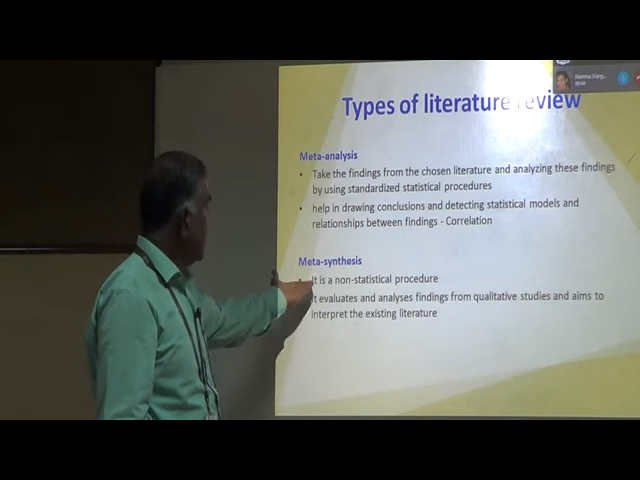 Neema Varg...
Types of literature review
Meta-analysis
• Take the findings from the chosen literature and analyzing these findings
by using standardized statistical procedures
• help in drawing conclusions and detecting statistical models and
relationships between findings - Correlation
Meta-synthesis
• It is a non-statistical procedure
It evaluates and analyses findings from qualitative studies and aims to
interpret the existing literature